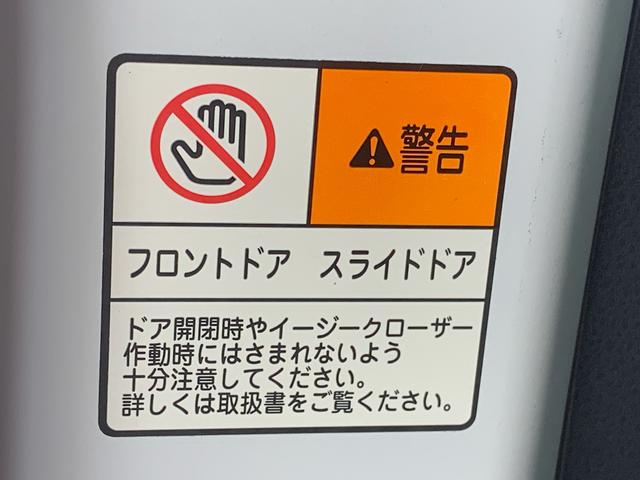 警告
フロントドア　スライドドア
ドア開閉時やイージークローザー
作動時にはさまれないよう
十分注意してください。
詳しくは取扱書をご覧ください。